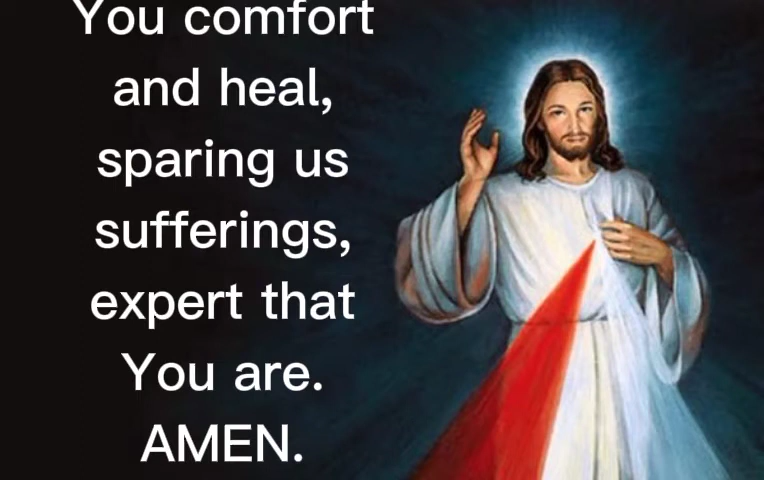 You comfort
and heal,
sparing us
sufferings,
expert that
You are.
AMEN.